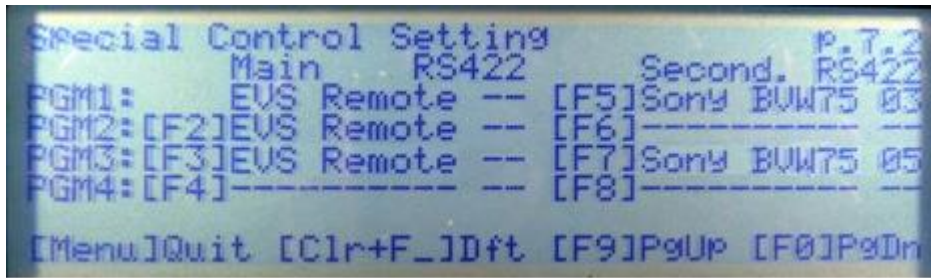 Special Control Setting p.7.2
Main RS422 Second. RS422
PGM1: EVS Remote -- [F5]Sony BVW75 03
PGM2:[F2]EVS Remote -- [F6]---------- --
PGM3:[F3]EVS Remote -- [F7]Sony BVW75 05
PGM4:[F4]---------- -- [F8]---------- --
[Menu]Quit [Clr+F_]Dft [F9]PgUp [F0]PgDn